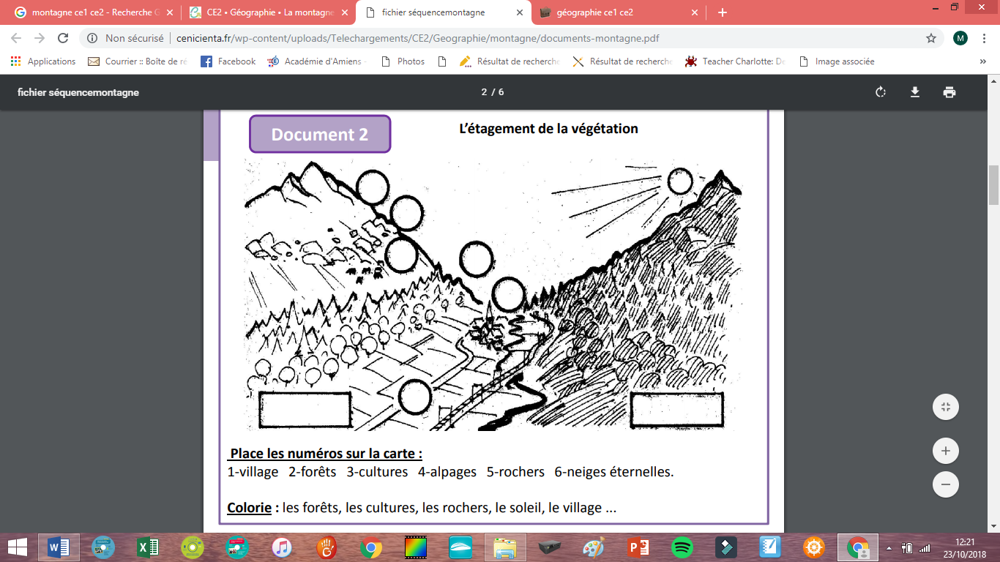 montagne ce1 ce2 - Recherche G
CE2 • Géographie • La montagne
fichier séquencemontagne
géographie ce1 ce2
Non sécurisé | cenicienta.fr/wp-content/uploads/Telechargements/CE2/Geographie/montagne/documents-montagne.pdf
M
Applications
Courrier :: Boîte de ré
Facebook
Académie d'Amiens -
Photos
Résultat de recherche
Résultat de recherche
Teacher Charlotte: De
Image associée
»
fichier séquencemontagne
2 / 6
Document 2
L'étagement de la végétation
Place les numéros sur la carte :
1-village 2-forêts 3-cultures 4-alpages 5-rochers 6-neiges éternelles.
Colorie : les forêts, les cultures, les rochers, le soleil, le village ...
12:21
23/10/2018